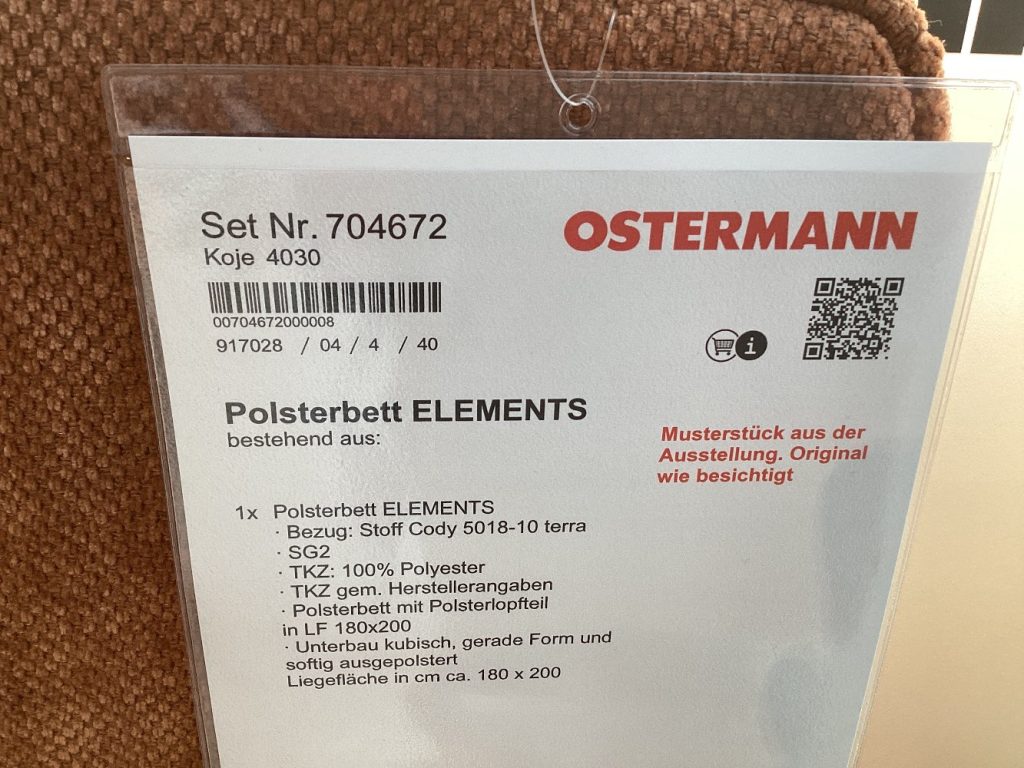 Set Nr. 704672
OSTERMANN
Koje 4030
00704672000008
917028 / 04 / 4 / 40
i
Polsterbett ELEMENTS
bestehend aus:
Musterstück aus der
Ausstellung. Original
wie besichtigt
1x Polsterbett ELEMENTS
· Bezug: Stoff Cody 5018-10 terra
· SG2
· TKZ: 100% Polyester
· TKZ gem. Herstellerangaben
· Polsterbett mit Polsterlopfteil
in LF 180x200
· Unterbau kubisch, gerade Form und
softig ausgepolstert
Liegefläche in cm ca. 180 x 200